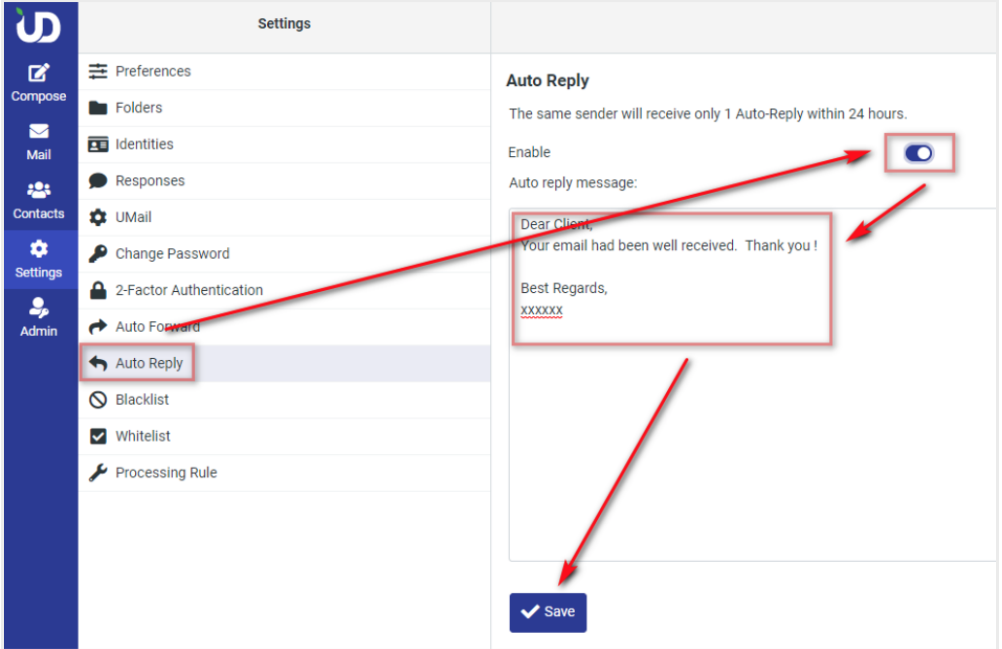 UD
Compose
Mail
Contacts
Settings
Admin
Settings
Preferences
Folders
Identities
Responses
UMail
Change Password
2-Factor Authentication
Auto Forward
Auto Reply
Blacklist
Whitelist
Processing Rule
Auto Reply
The same sender will receive only 1 Auto-Reply within 24 hours.
Enable
Auto reply message:
Dear Client,
Your email had been well received.  Thank you !
Best Regards,
xxxxxx
Save